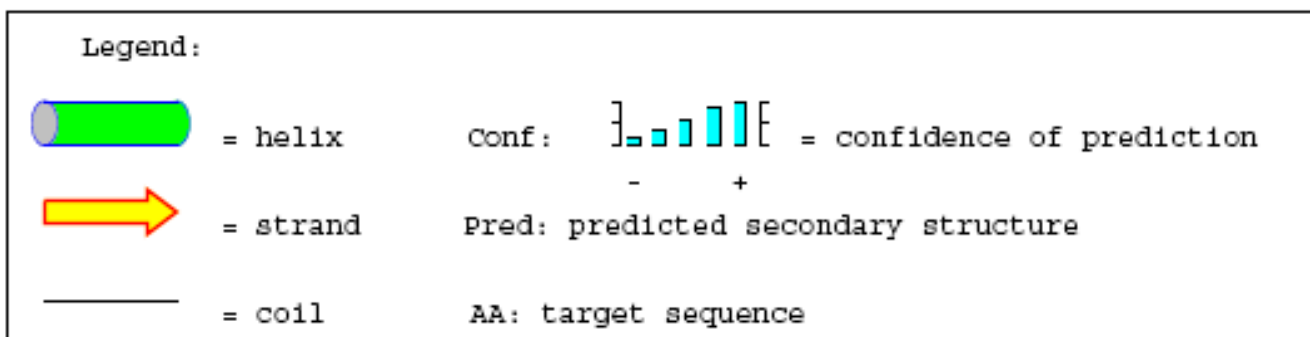 Legend:
= helix Conf: = confidence of prediction
- +
= strand Pred: predicted secondary structure
= coil AA: target sequence